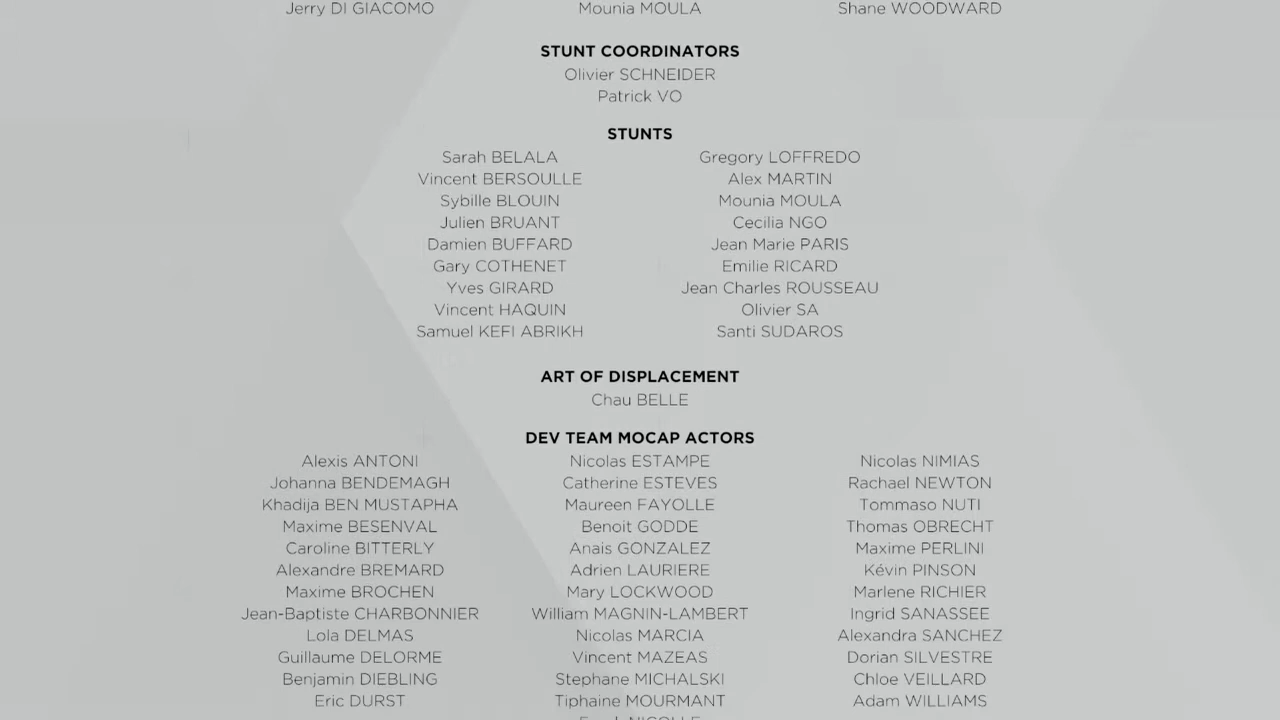 Jerry DI GIACOMO Mounia MOULA Shane WOODWARD
STUNT COORDINATORS
Olivier SCHNEIDER
Patrick VO
STUNTS
Sarah BELALA Gregory LOFFREDO
Vincent BERSOULLE Alex MARTIN
Sybille BLOUIN Mounia MOULA
Julien BRUANT Cecilia NGO
Damien BUFFARD Jean Marie PARIS
Gary COTHENET Emilie RICARD
Yves GIRARD Jean Charles ROUSSEAU
Vincent HAQUIN Olivier SA
Samuel KEFI ABRIKH Santi SUDAROS
ART OF DISPLACEMENT
Chau BELLE
DEV TEAM MOCAP ACTORS
Alexis ANTONI Nicolas ESTAMPE Nicolas NIMIAS
Johanna BENDEMAGH Catherine ESTEVES Rachael NEWTON
Khadija BEN MUSTAPHA Maureen FAYOLLE Tommaso NUTI
Maxime BESENVAL Benoit GODDE Thomas OBRECHT
Caroline BITTERLY Anais GONZALEZ Maxime PERLINI
Alexandre BREMARD Adrien LAURIERE Kévin PINSON
Maxime BROCHEN Mary LOCKWOOD Marlene RICHIER
Jean-Baptiste CHARBONNIER William MAGNIN-LAMBERT Ingrid SANASSEE
Lola DELMAS Nicolas MARCIA Alexandra SANCHEZ
Guillaume DELORME Vincent MAZEAS Dorian SILVESTRE
Benjamin DIEBLING Stephane MICHALSKI Chloe VEILLARD
Eric DURST Tiphaine MOURMANT Adam WILLIAMS